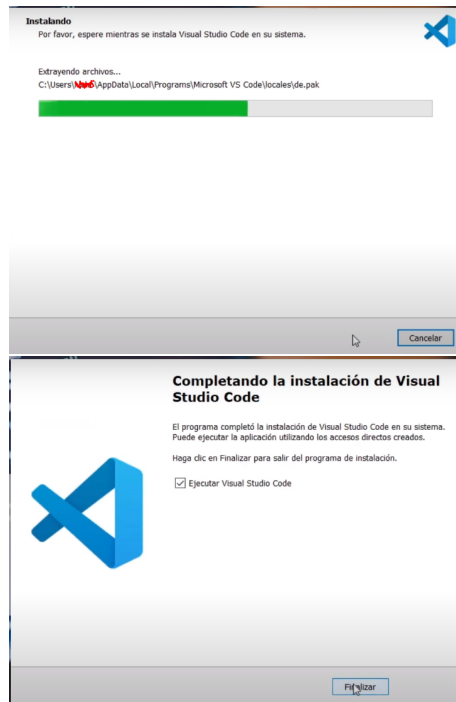 Instalando
Por favor, espere mientras se instala Visual Studio Code en su sistema.
Extrayendo archivos...
C:\Users\\AppData\Local\Programs\Microsoft VS Code\locales\de.pak
Cancelar
Completando la instalación de Visual
Studio Code
El programa completó la instalación de Visual Studio Code en su sistema.
Puede ejecutar la aplicación utilizando los accesos directos creados.
Haga clic en Finalizar para salir del programa de instalación.
Ejecutar Visual Studio Code
Finalizar